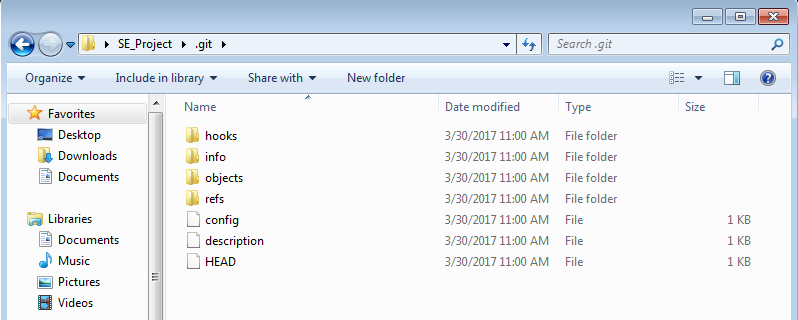 SE_Project .git Search .git
Organize Include in library Share with New folder
Name Date modified Type Size
Favorites
Desktop
Downloads
Documents
Libraries
Documents
Music
Pictures
Videos
hooks 3/30/2017 11:00 AM File folder
info 3/30/2017 11:00 AM File folder
objects 3/30/2017 11:00 AM File folder
refs 3/30/2017 11:00 AM File folder
config 3/30/2017 11:00 AM File 1 KB
description 3/30/2017 11:00 AM File 1 KB
HEAD 3/30/2017 11:00 AM File 1 KB